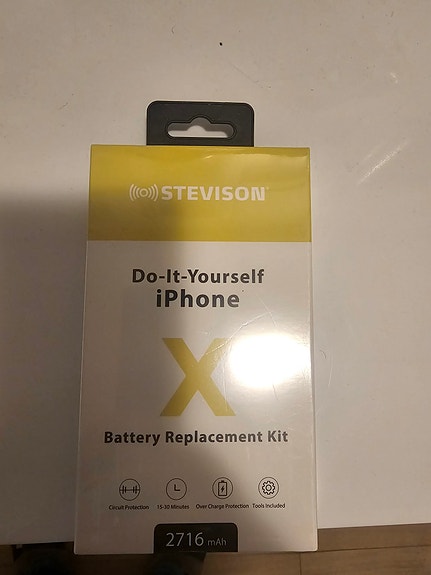 STEVISON
Do-It-Yourself
iPhone
X
Battery Replacement Kit
Circuit Protection 15-30 Minutes Over Charge Protection Tools Included
2716 mAh